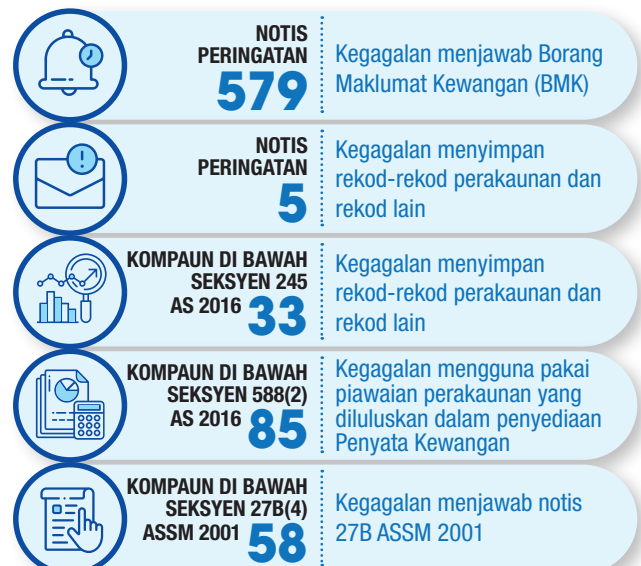 NOTIS
PERINGATAN
579
Kegagalan menjawab Borang
Maklumat Kewangan (BMK)
NOTIS
PERINGATAN
5
Kegagalan menyimpan
rekod-rekod perakaunan dan
rekod lain
KOMPAUN DI BAWAH
SEKSYEN 245
AS 2016 33
Kegagalan menyimpan
rekod-rekod perakaunan dan
rekod lain
KOMPAUN DI BAWAH
SEKSYEN 588(2)
AS 2016 85
Kegagalan mengguna pakai
piawaian perakaunan yang
diluluskan dalam penyediaan
Penyata Kewangan
KOMPAUN DI BAWAH
SEKSYEN 27B(4)
ASSM 2001 58
Kegagalan menjawab notis
27B ASSM 2001